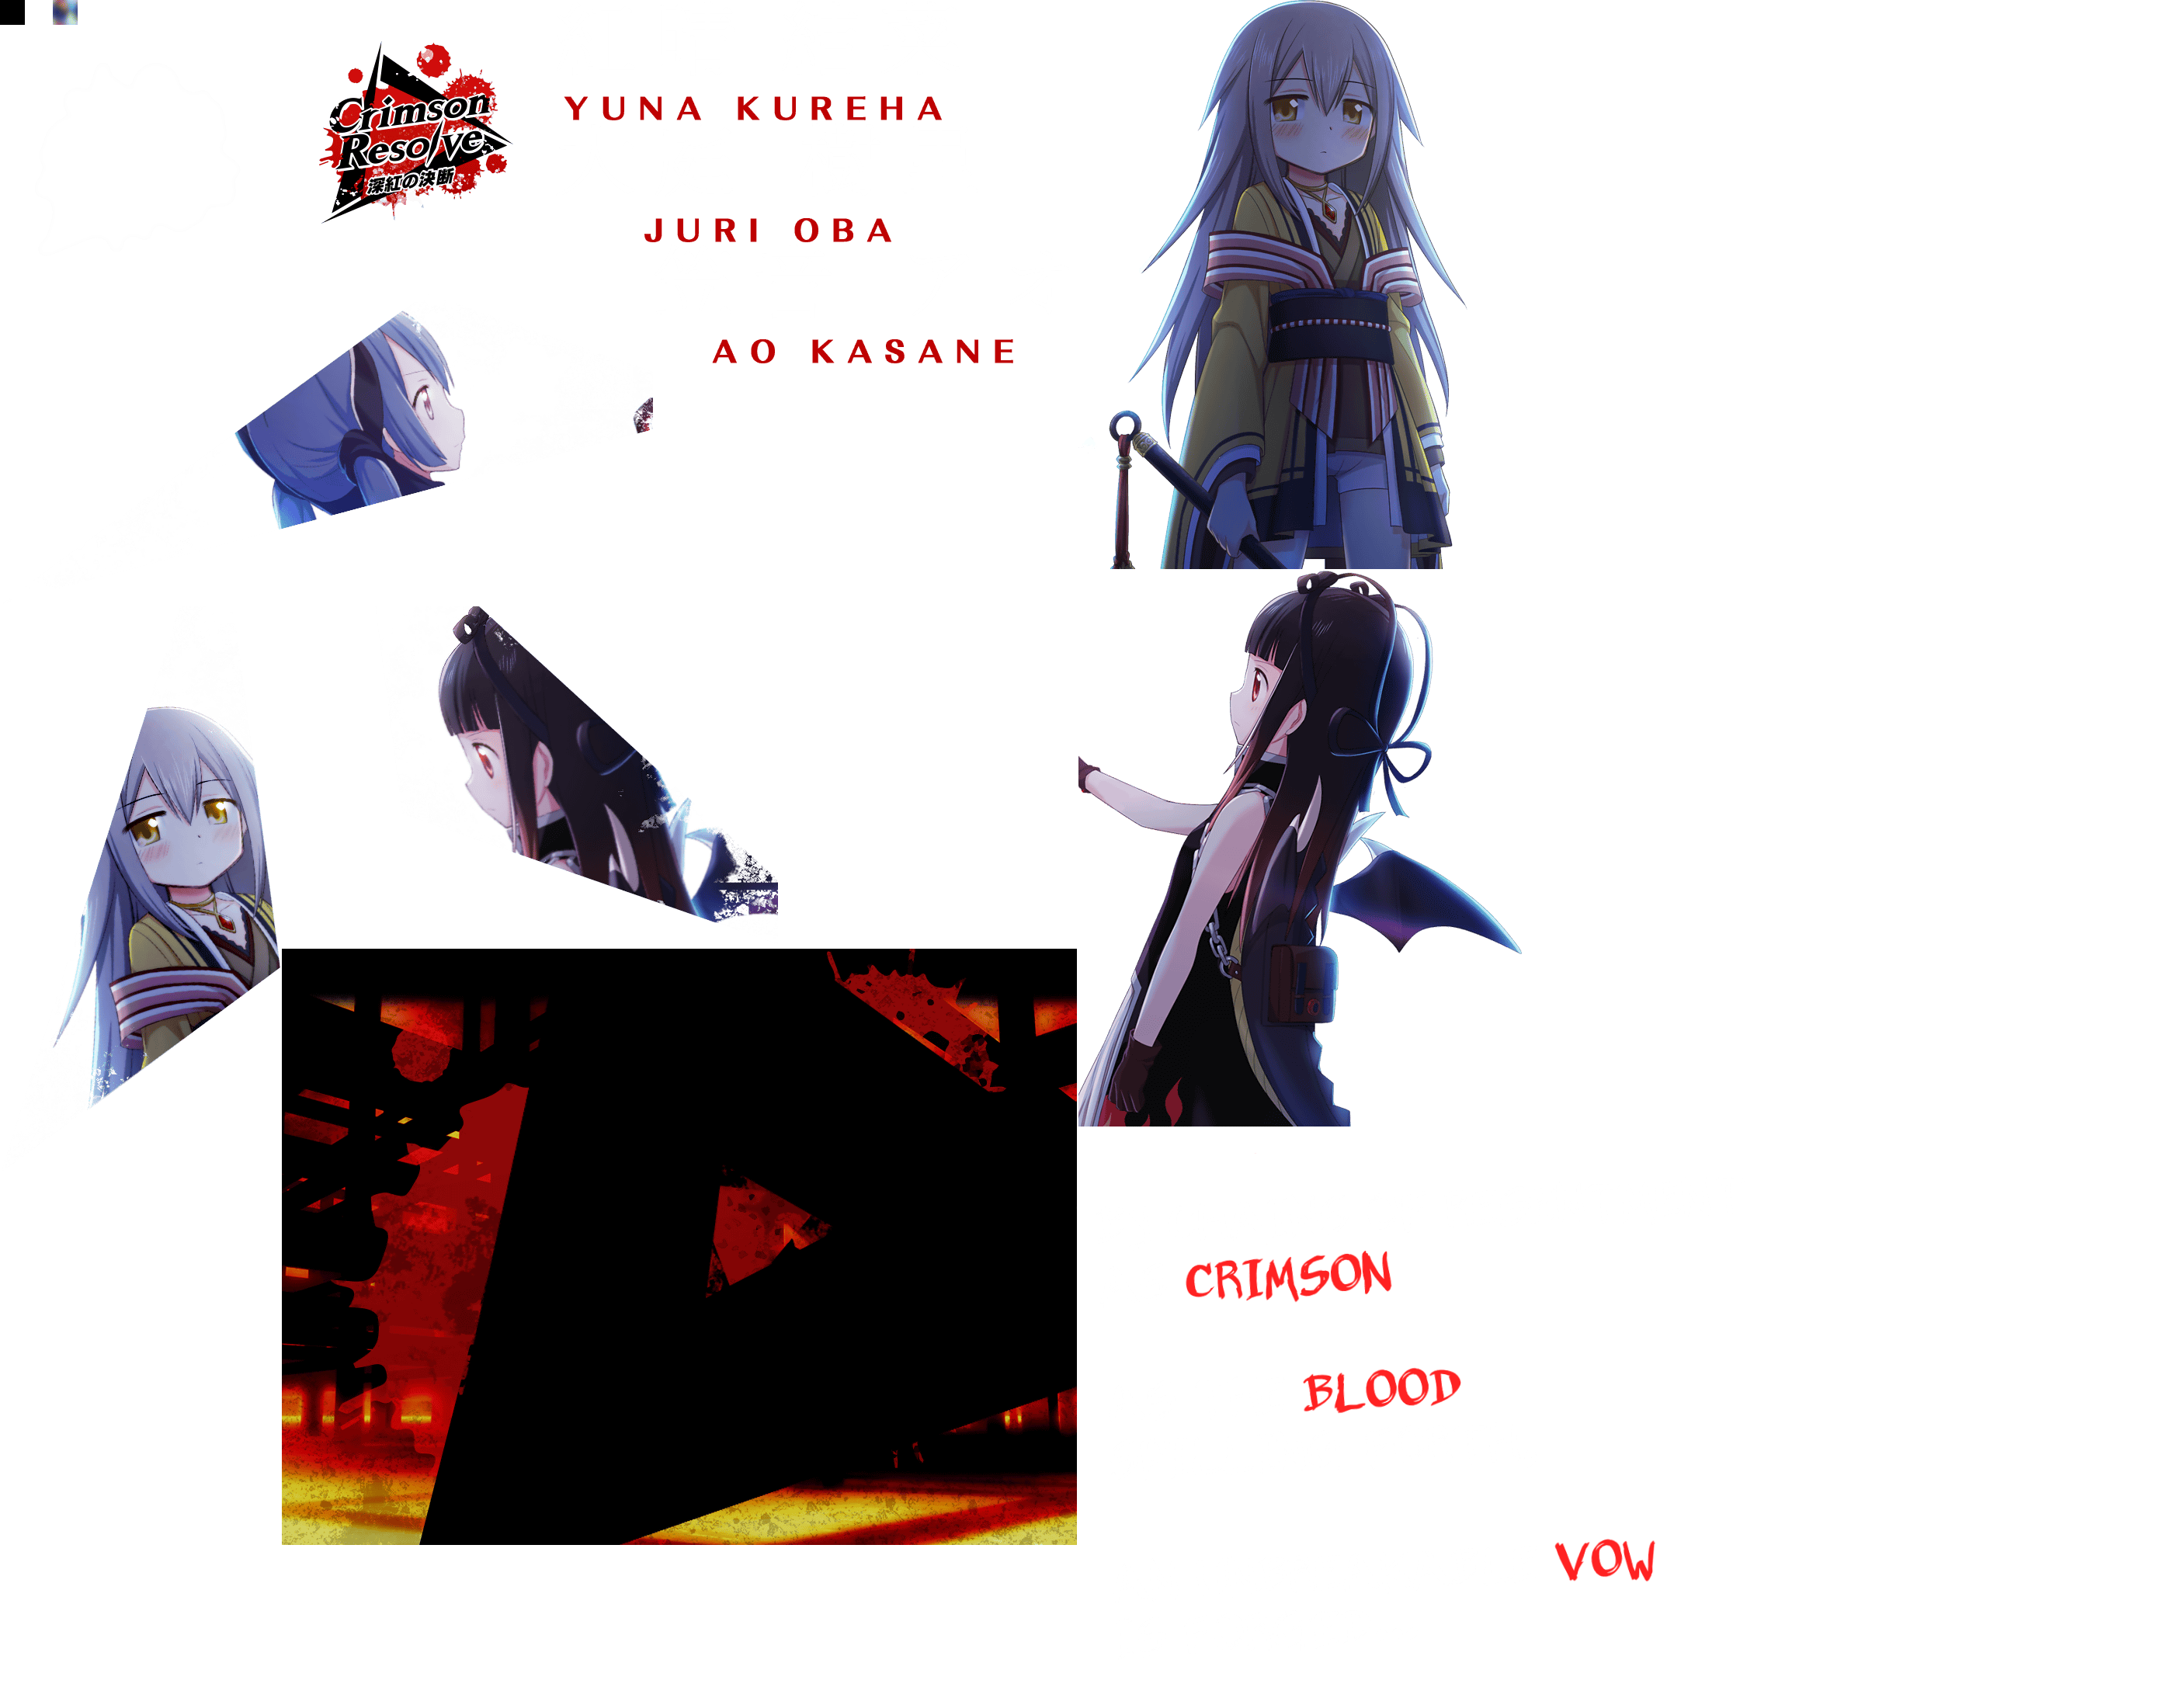 Crimson
Resolve
深紅の決断
YUNA KUREHA
JURI OBA
AO KASANE
CRIMSON
BLOOD
VOW